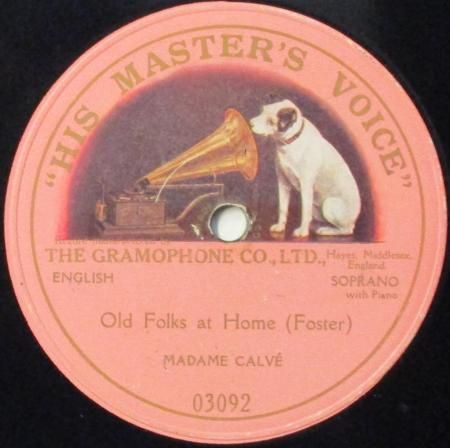 "HIS MASTER'S VOICE"
THE GRAMOPHONE CO., LTD., Hayes, Middlesex,
England.
ENGLISH
SOPRANO
with Piano
Old Folks at Home (Foster)
MADAME CALVÉ
03092